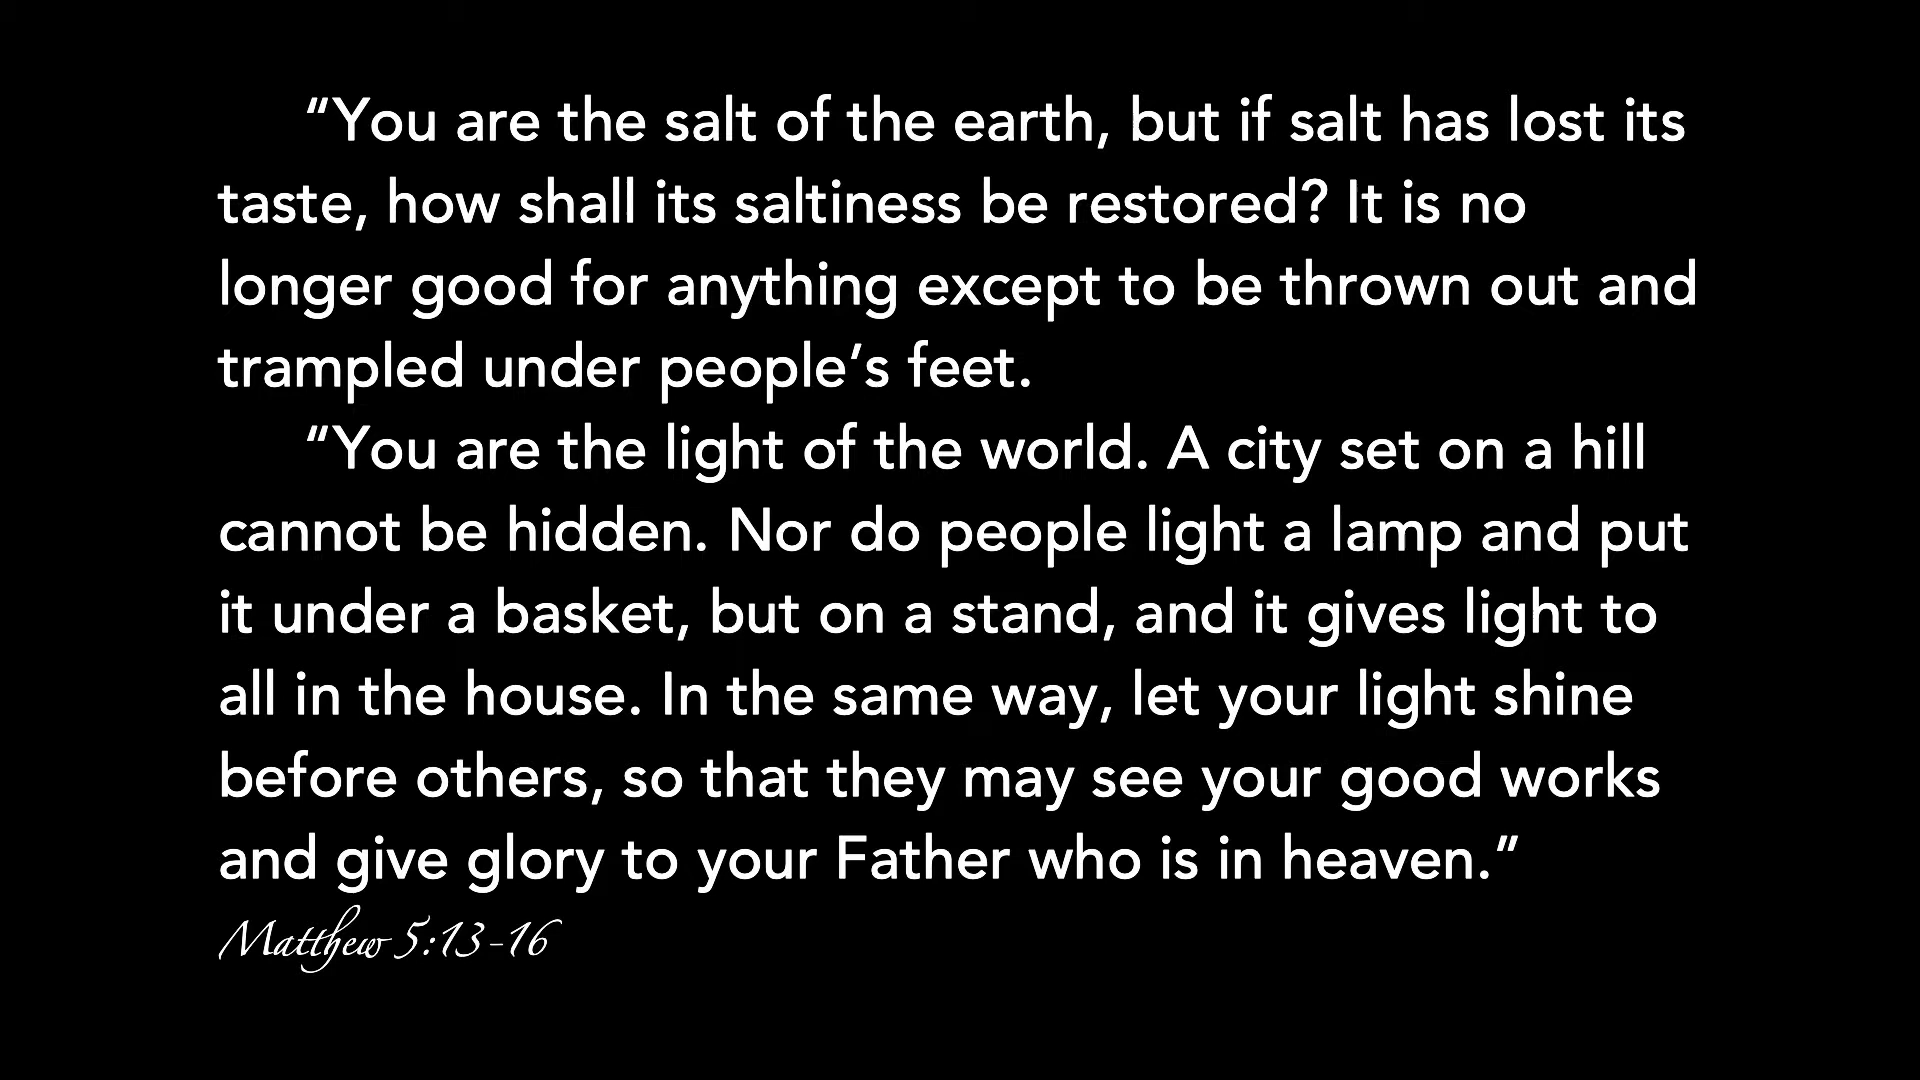 “You are the salt of the earth, but if salt has lost its
taste, how shall its saltiness be restored? It is no
longer good for anything except to be thrown out and
trampled under people’s feet.
“You are the light of the world. A city set on a hill
cannot be hidden. Nor do people light a lamp and put
it under a basket, but on a stand, and it gives light to
all in the house. In the same way, let your light shine
before others, so that they may see your good works
and give glory to your Father who is in heaven.”
Matthew 5:13-16